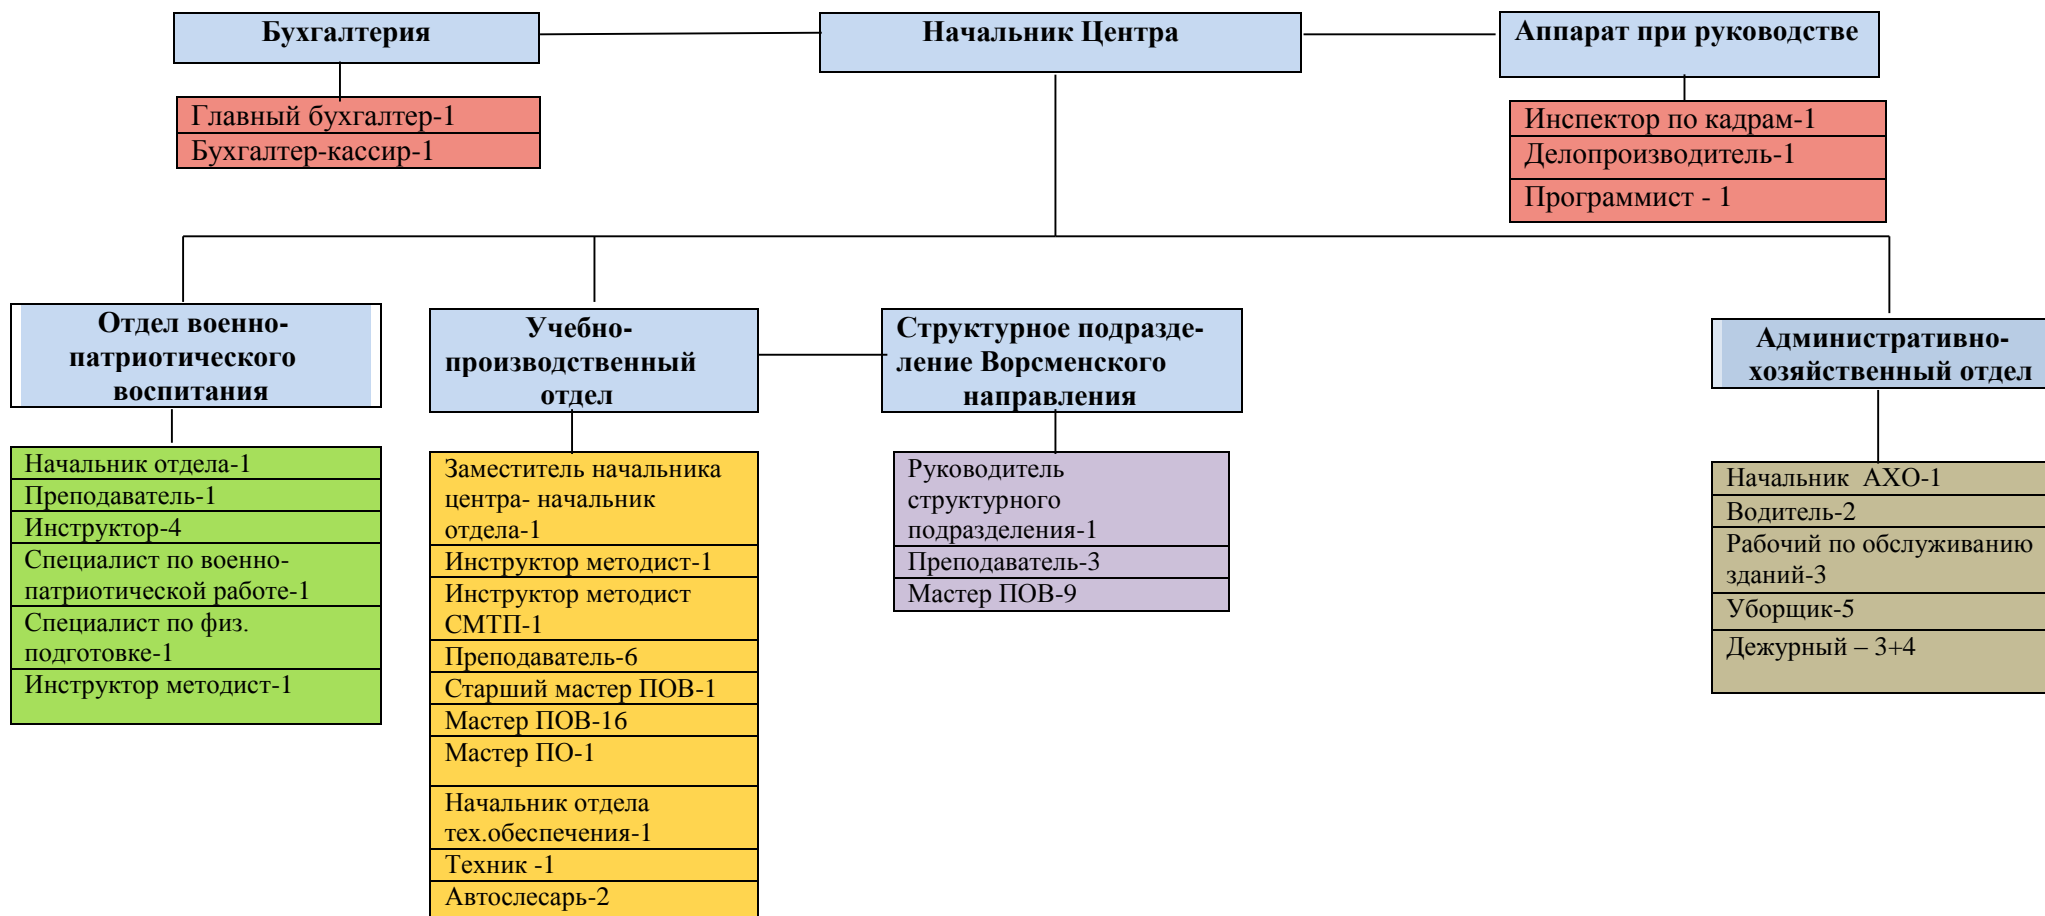 Бухгалтерия
Начальник Центра
Аппарат при руководстве
Главный бухгалтер-1
Бухгалтер-кассир-1
Инспектор по кадрам-1
Делопроизводитель-1
Программист - 1
Отдел военно-
патриотического
воспитания
Начальник отдела-1
Преподаватель-1
Инструктор-4
Специалист по военно-
патриотической работе-1
Специалист по физ.
подготовке-1
Инструктор методист-1
Учебно-
производственный
отдел
Заместитель начальника
центра- начальник
отдела-1
Инструктор методист-1
Инструктор методист
СМТП-1
Преподаватель-6
Старший мастер ПОВ-1
Мастер ПОВ-16
Мастер ПО-1
Начальник отдела
тех.обеспечения-1
Техник -1
Автослесарь-2
Структурное подразде-
ление Ворсменского
направления
Руководитель
структурного
подразделения-1
Преподаватель-3
Мастер ПОВ-9
Административно-
хозяйственный отдел
Начальник  АХО-1
Водитель-2
Рабочий по обслуживанию
зданий-3
Уборщик-5
Дежурный – 3+4